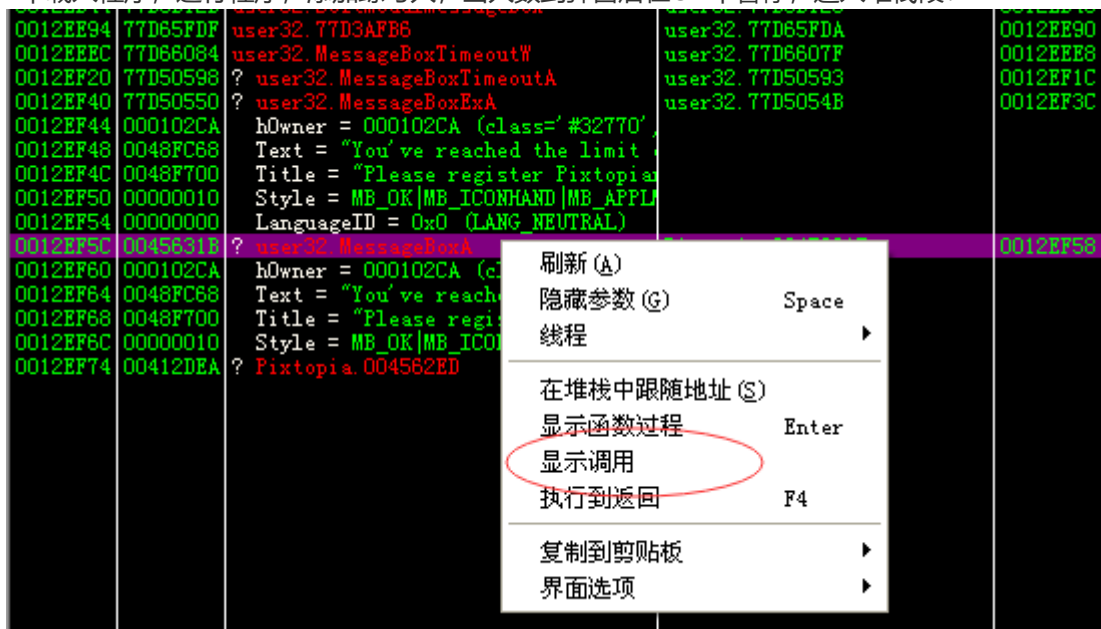 0012EE94 77D65FDF user32.77D3AFB6 user32.77D65FDA 0012EE90
0012EEEC 77D66084 user32.MessageBoxTimeoutW user32.77D6607F 0012EEE8
0012EF20 77D50598 ? user32.MessageBoxTimeoutA user32.77D50593 0012EF1C
0012EF40 77D50550 ? user32.MessageBoxExA user32.77D5054B 0012EF3C
0012EF44 000102CA hOwner = 000102CA (class='#32770',
0012EF48 0048FC68 Text = "You've reached the limit
0012EF4C 0048F700 Title = "Please register Pixtopia
0012EF50 00000010 Style = MB_OK|MB_ICONHAND|MB_APPL
0012EF54 00000000 LanguageID = 0x0 (LANG_NEUTRAL)
0012EF5C 0045631B ? user32.MessageBoxA 0012EF58
0012EF60 000102CA hOwner = 000102CA (cl
0012EF64 0048FC68 Text = "You've reach
0012EF68 0048F700 Title = "Please regi
0012EF6C 00000010 Style = MB_OK|MB_ICO
0012EF74 00412DEA ? Pixtopia.004562ED
刷新(A)
隐藏参数(G) Space
线程
在堆栈中跟随地址(S)
显示函数过程 Enter
显示调用
执行到返回 F4
复制到剪贴板
界面选项